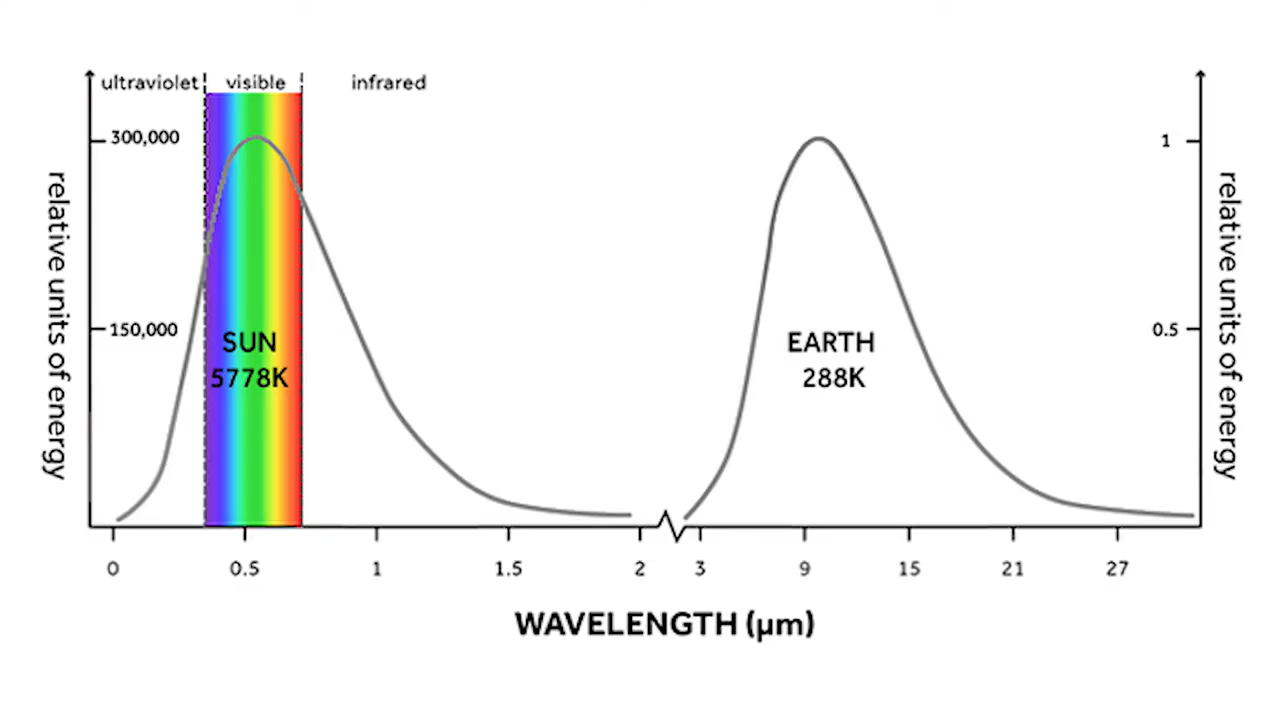 ultraviolet visible infrared
300,000
150,000
relative units of energy
SUN
5778K
EARTH
288K
1
0.5
relative units of energy
0 0.5 1 1.5 2 3 9 15 21 27
WAVELENGTH (µm)